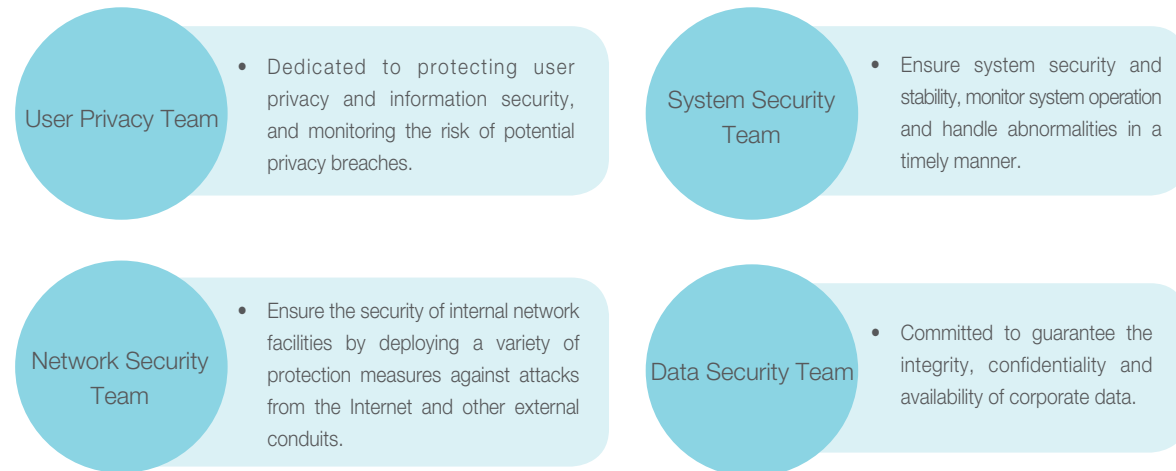 User Privacy Team
• Dedicated to protecting user
privacy and information security,
and monitoring the risk of potential
privacy breaches.
System Security
Team
• Ensure system security and
stability, monitor system operation
and handle abnormalities in a
timely manner.
Network Security
Team
• Ensure the security of internal network
facilities by deploying a variety of
protection measures against attacks
from the Internet and other external
conduits.
Data Security Team
• Committed to guarantee the
integrity, confidentiality and
availability of corporate data.